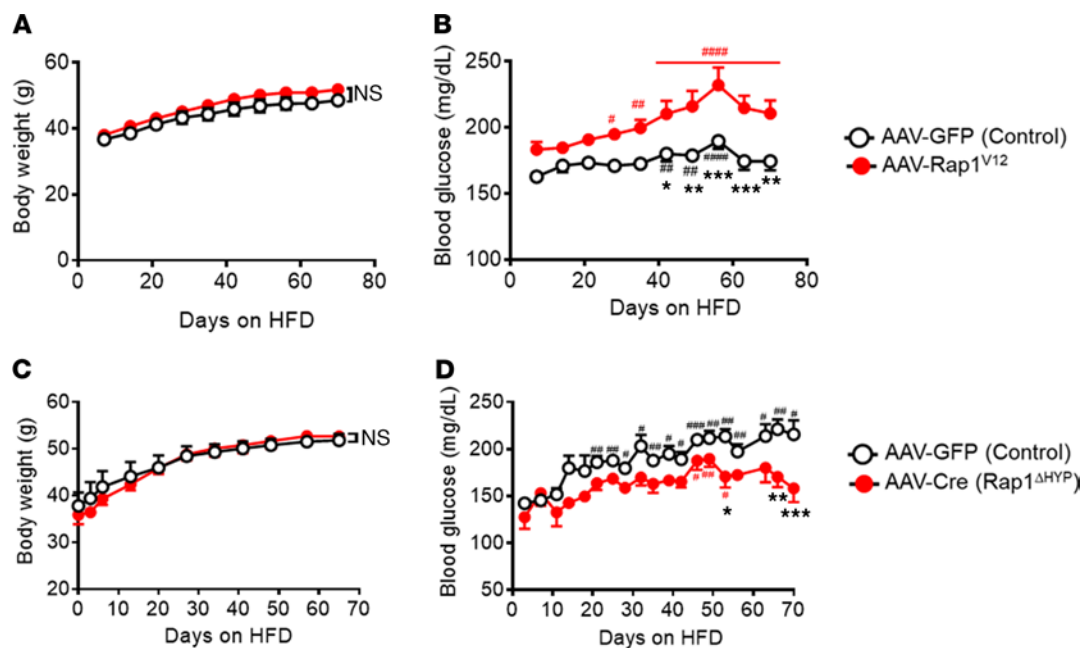 A
60
40
20
0
Body weight (g)
NS
0 20 40 60 80
Days on HFD
B
250
200
150
100
Blood glucose (mg/dL)
####
# ##
## ## ####
* ** *** *** **
0 20 40 60 80
Days on HFD
AAV-GFP (Control)
AAV-Rap1V12
C
60
50
40
30
20
Body weight (g)
NS
0 10 20 30 40 50 60 70
Days on HFD
D
250
200
150
100
50
Blood glucose (mg/dL)
## ## # # ## # # ### ## ## ## # ## #
# ## #
* ** ***
0 10 20 30 40 50 60 70
Days on HFD
AAV-GFP (Control)
AAV-Cre (Rap1ΔHYP)